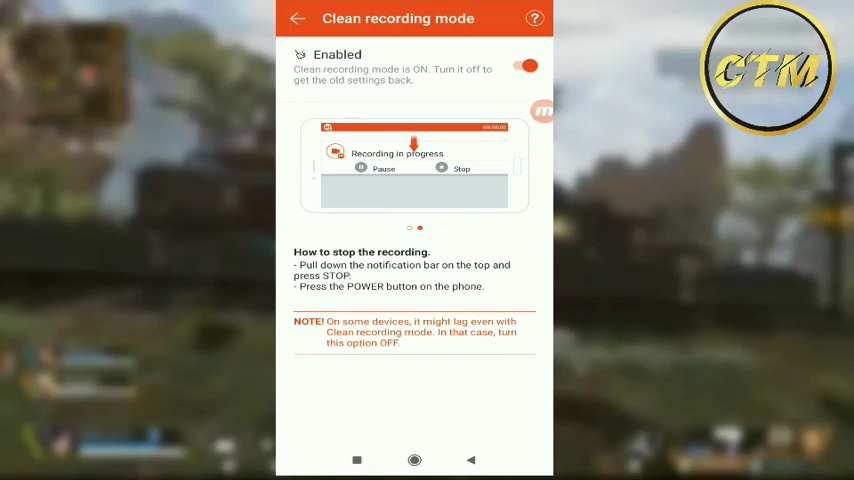 Clean recording mode
?
Enabled
Clean recording mode is ON. Turn it off to
get the old settings back.
Recording in progress
Pause
Stop
How to stop the recording.
- Pull down the notification bar on the top and
press STOP.
- Press the POWER button on the phone.
NOTE! On some devices, it might lag even with
Clean recording mode. In that case, turn
this option OFF.
GTM